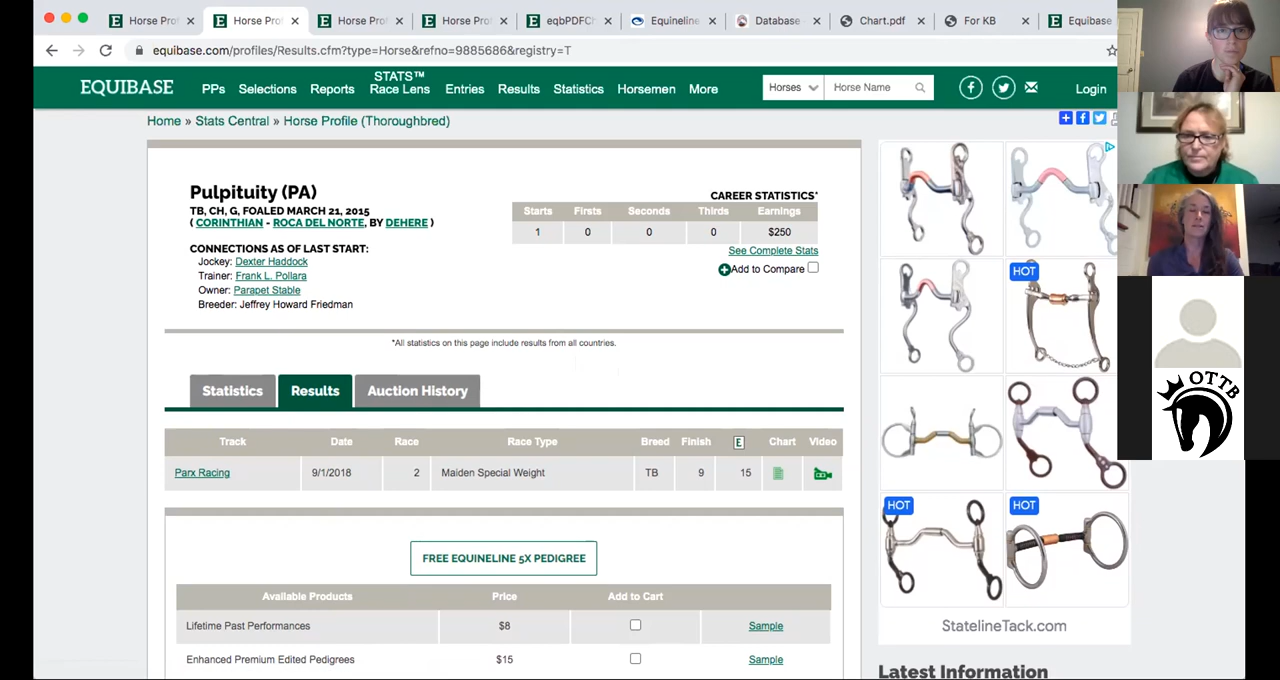 Horse Pro
Horse Prof
Horse Prof
Horse Prof
eqbPDFCh
Equineline
Database
Chart.pdf
For KB
Equibase
equibase.com/profiles/Results.cfm?type=Horse&refno=9885686&registry=T
EQUIBASE
PPs
Selections
Reports
STATS™
Race Lens
Entries
Results
Statistics
Horsemen
More
Horses
Horse Name
Login
Home » Stats Central » Horse Profile (Thoroughbred)
Pulpituity (PA)
TB, CH, G, FOALED MARCH 21, 2015
( CORINTHIAN - ROCA DEL NORTE, BY DEHERE )
CONNECTIONS AS OF LAST START:
Jockey: Dexter Haddock
Trainer: Frank L. Pollara
Owner: Parapet Stable
Breeder: Jeffrey Howard Friedman
CAREER STATISTICS*
Starts Firsts Seconds Thirds Earnings
1 0 0 0 $250
See Complete Stats
Add to Compare
*All statistics on this page include results from all countries.
Statistics Results Auction History
Track Date Race Race Type Breed Finish E Chart Video
Parx Racing 9/1/2018 2 Maiden Special Weight TB 9 15
FREE EQUINELINE 5X PEDIGREE
Available Products Price Add to Cart
Lifetime Past Performances $8 Sample
Enhanced Premium Edited Pedigrees $15 Sample
HOT
HOT
HOT
StatelineTack.com
Latest Information
OTTB